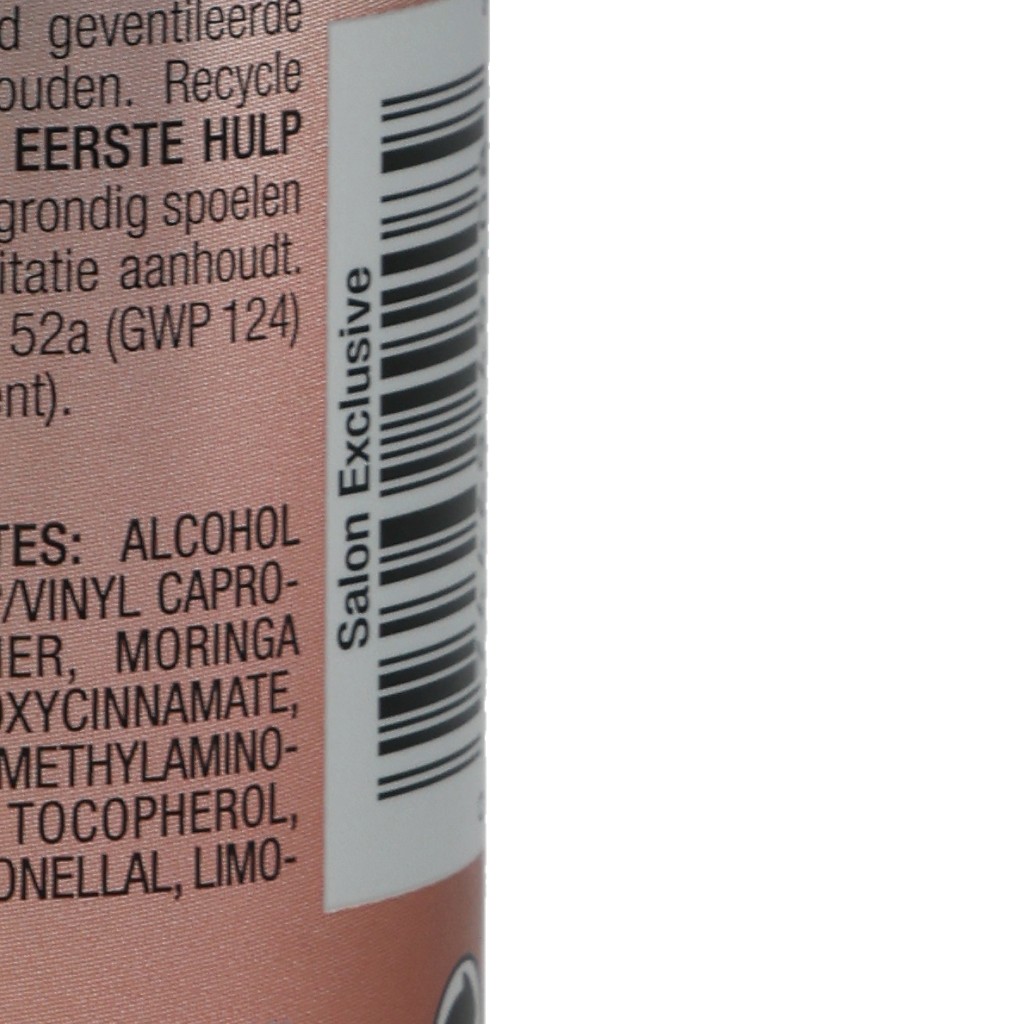 geventileerde
ouden. Recycle
EERSTE HULP
grondig spoelen
itatie aanhoudt.
52a (GWP 124)
ent).
TES: ALCOHOL
/VINYL CAPRO-
MER, MORINGA
OXYCINNAMATE,
METHYLAMINO-
TOCOPHEROL,
ONELLAL, LIMO-
Salon Exclusive